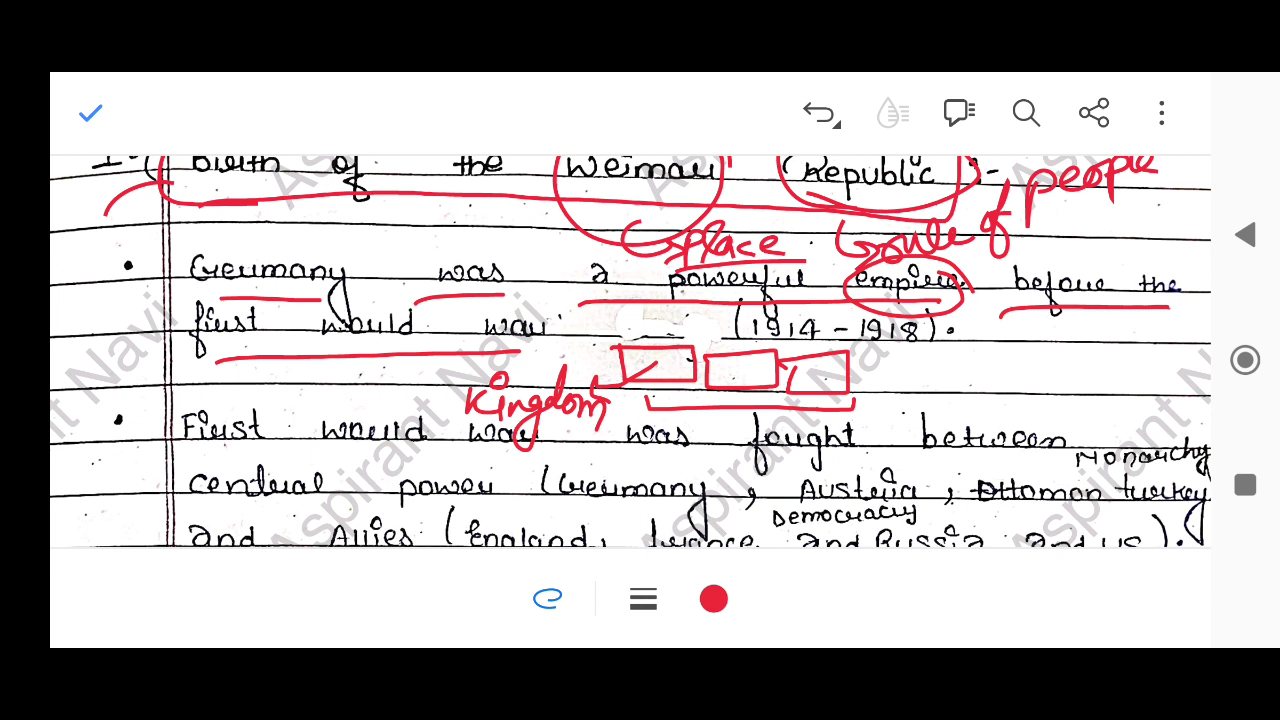 1. Birth of the Weimar (Republic):-
of people
place rule
Germany was a powerful empire before the
first world war (1914-1918).
Kingdom
First world war was fought between
Monarchy
central power (Germany, Austria, Ottoman turkey
Democracy
and Allies (England, france and Russia and US).
Aspirant Navi